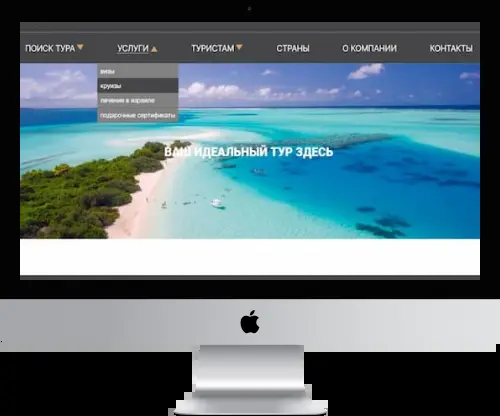 ПОИСК ТУРА УСЛУГИ ТУРИСТАМ СТРАНЫ О КОМПАНИИ КОНТАКТЫ
визы
круизы
лечение в израиле
подарочные сертификаты
ВАШ ИДЕАЛЬНЫЙ ТУР ЗДЕСЬ